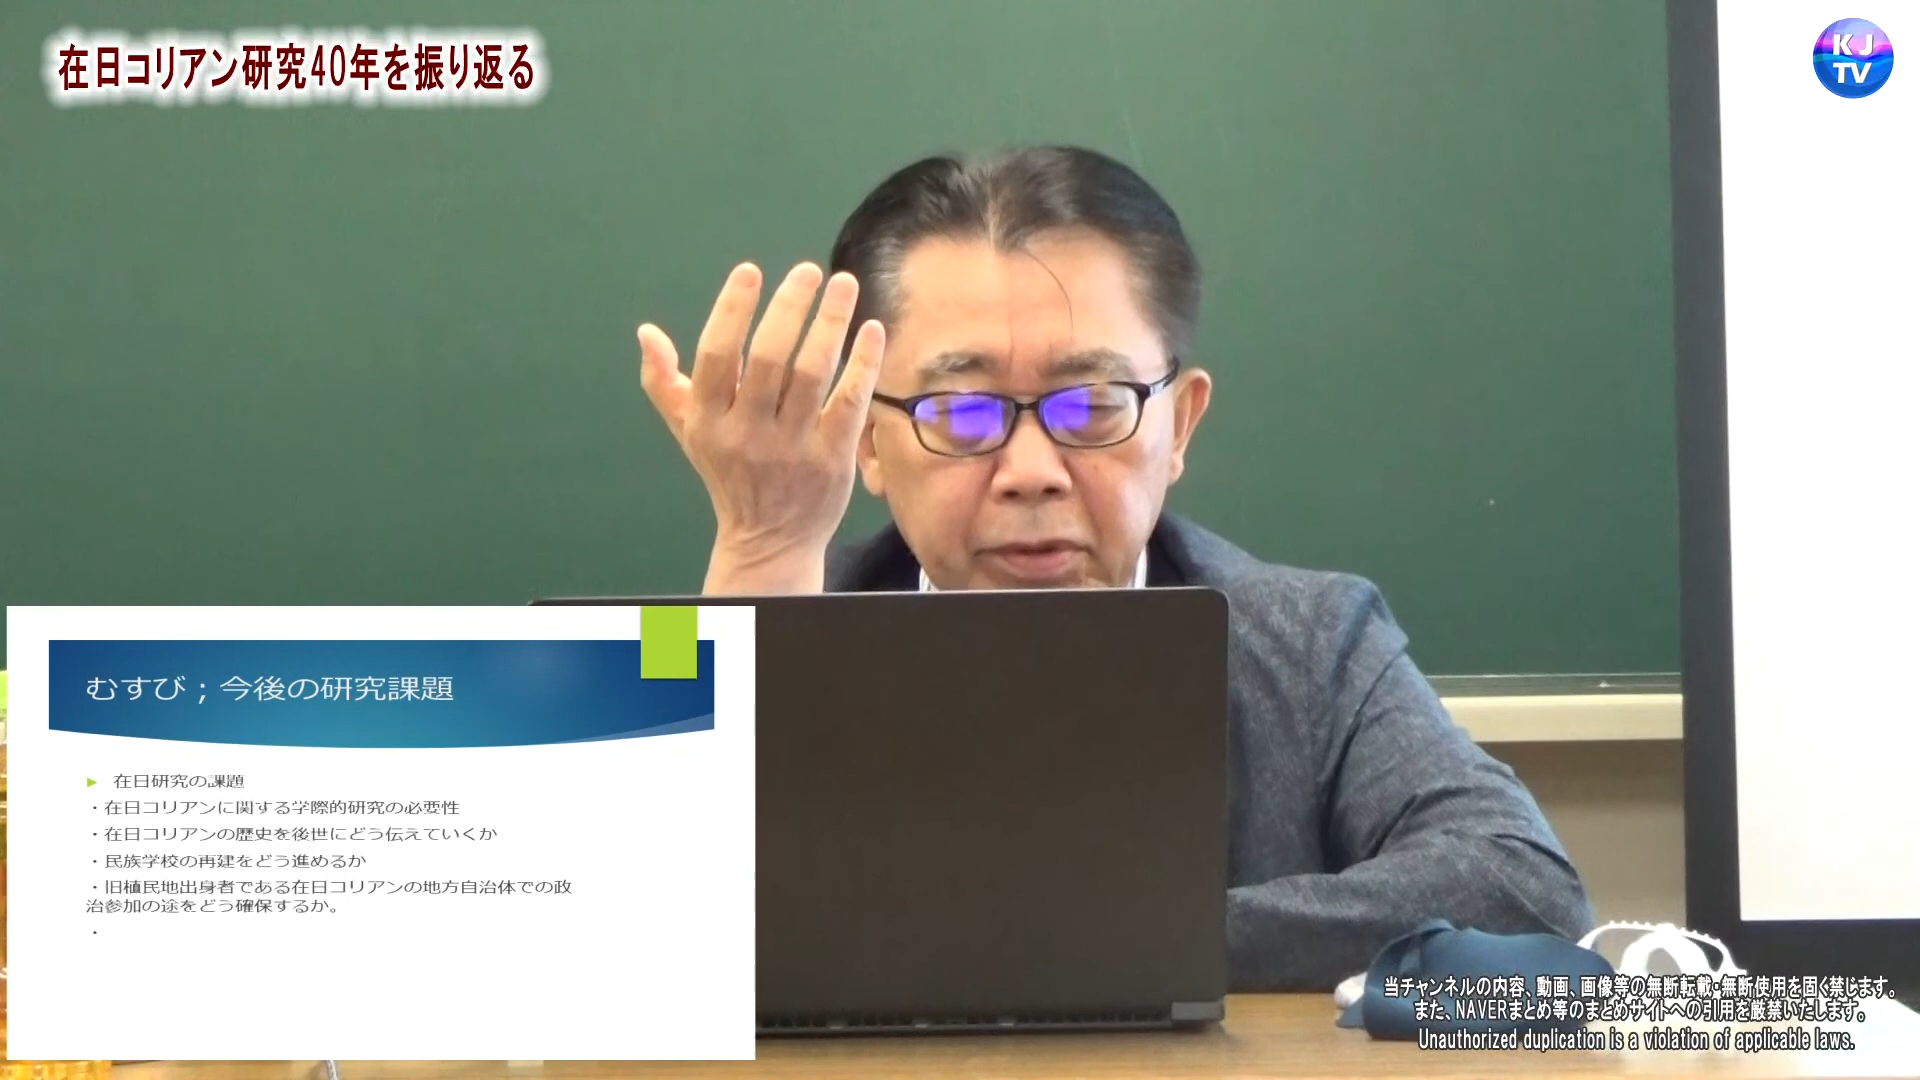 在日コリアン研究40年を振り返る
KJ
TV
むすび；今後の研究課題
在日研究の課題
・在日コリアンに関する学際的研究の必要性
・在日コリアンの歴史を後世にどう伝えていくか
・民族学校の再建をどう進めるか
・旧植民地出身者である在日コリアンの地方自治体での政
治参加の途をどう確保するか。
・
当チャンネルの内容、動画、画像等の無断転載・無断使用を固く禁じます。
また、NAVERまとめ等のまとめサイトへの引用を厳禁いたします。
Unauthorized duplication is a violation of applicable laws.